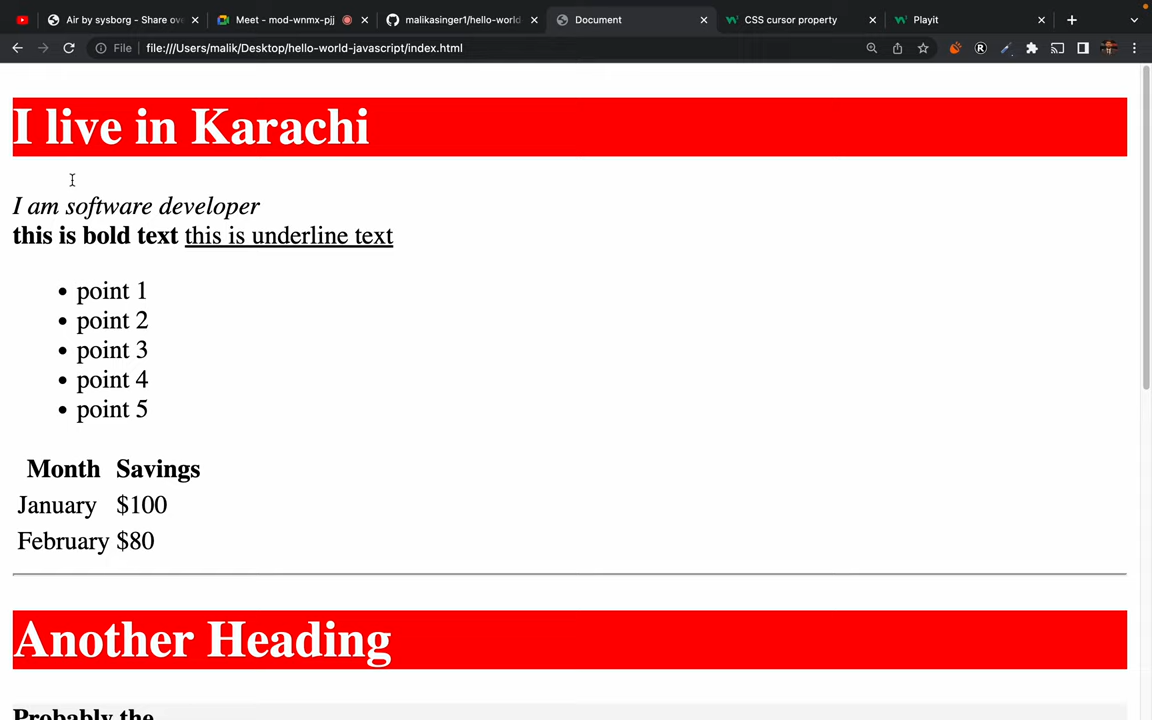 Air by sysborg - Share ov
Meet - mod-wnmx-pjj
malikasinger1/hello-world
Document
CSS cursor property
Playit
File
file:///Users/malik/Desktop/hello-world-javascript/index.html
I live in Karachi
I am software developer
this is bold text this is underline text
• point 1
• point 2
• point 3
• point 4
• point 5
Month Savings
January $100
February $80
Another Heading
Probably the